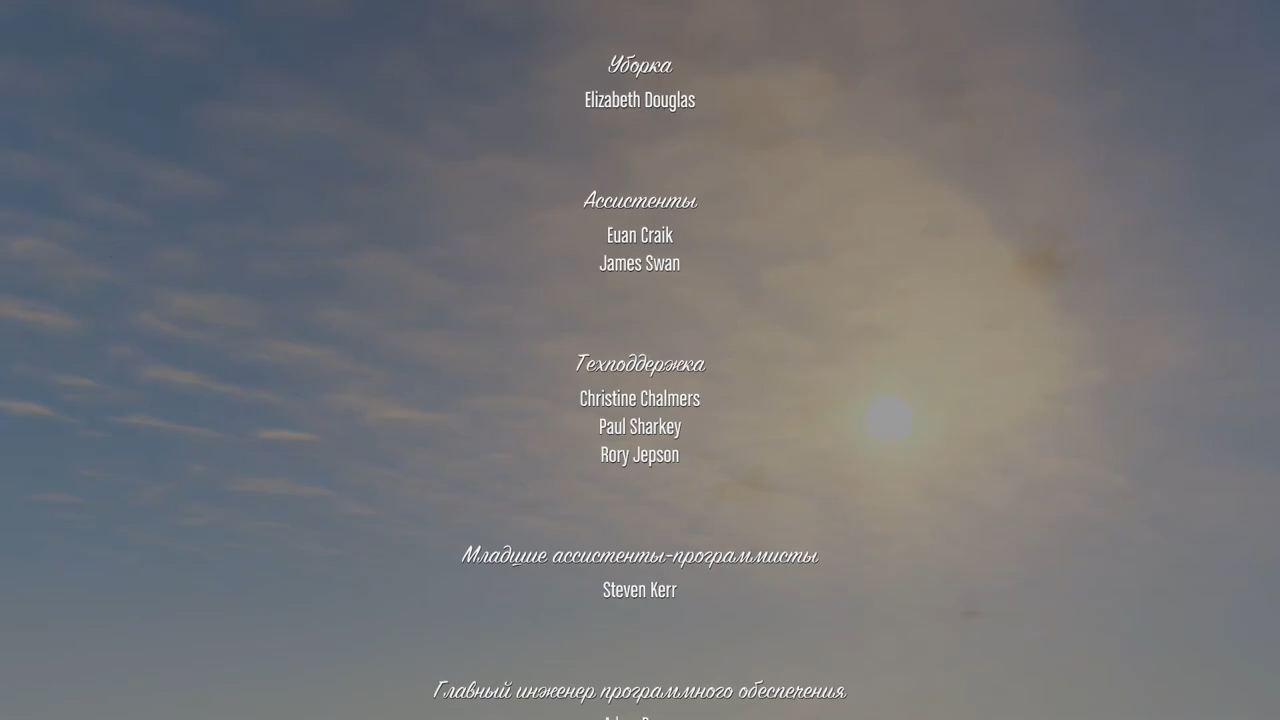 Уборка
Elizabeth Douglas
Ассистенты
Euan Craik
James Swan
Техподдержка
Christine Chalmers
Paul Sharkey
Rory Jepson
Младшие ассистенты-программисты
Steven Kerr
Главный инженер программного обеспечения